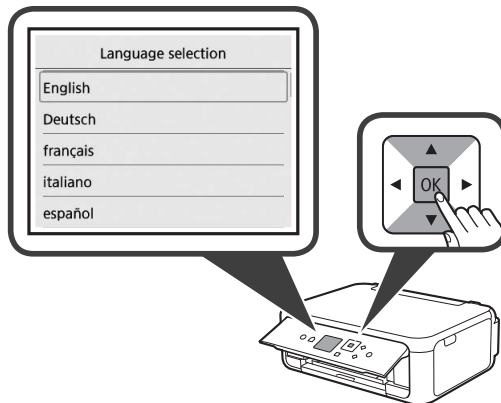 Language selection
English
Deutsch
français
italiano
español
OK